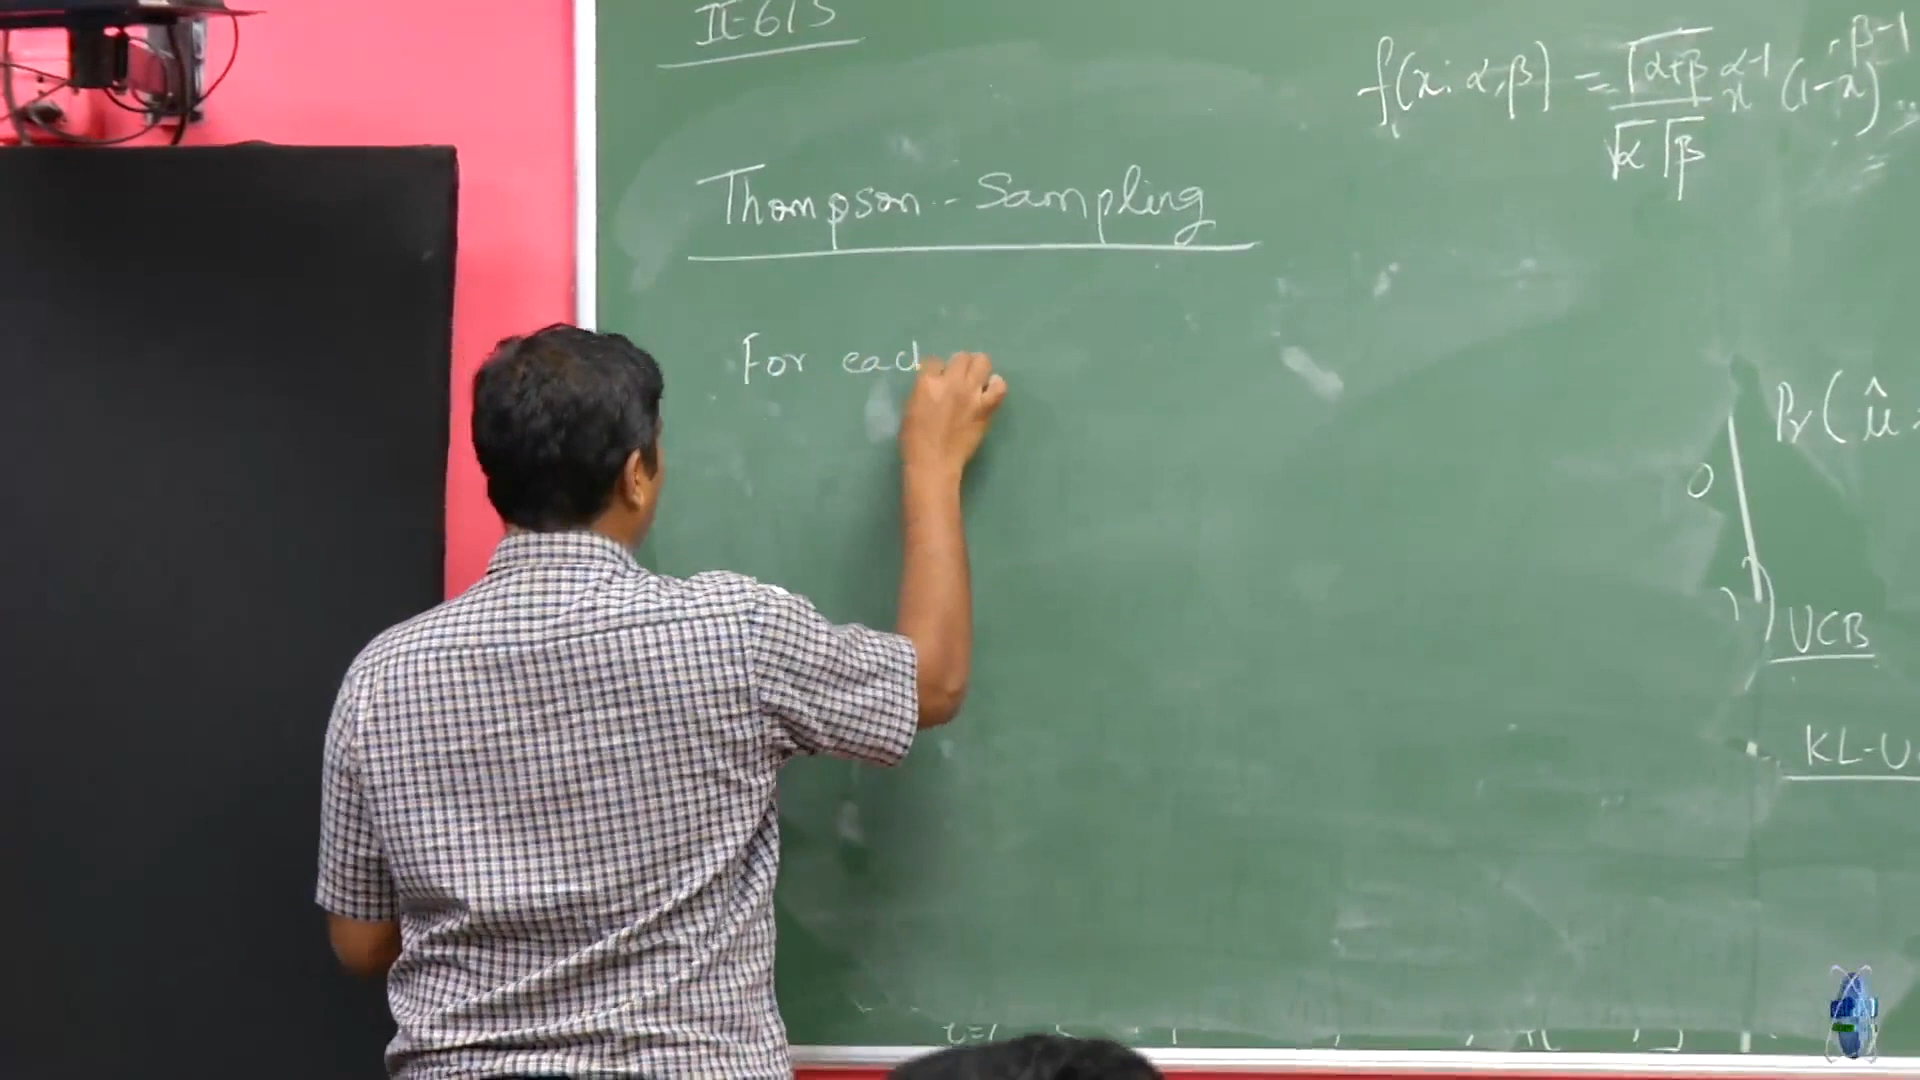 IE 613
f(x; α, β) = Γα+β / Γα Γβ x^α-1 (1-x)^β-1 ...
Thompson - Sampling
For each
Pr( μ̂
0
UCB
KL-U